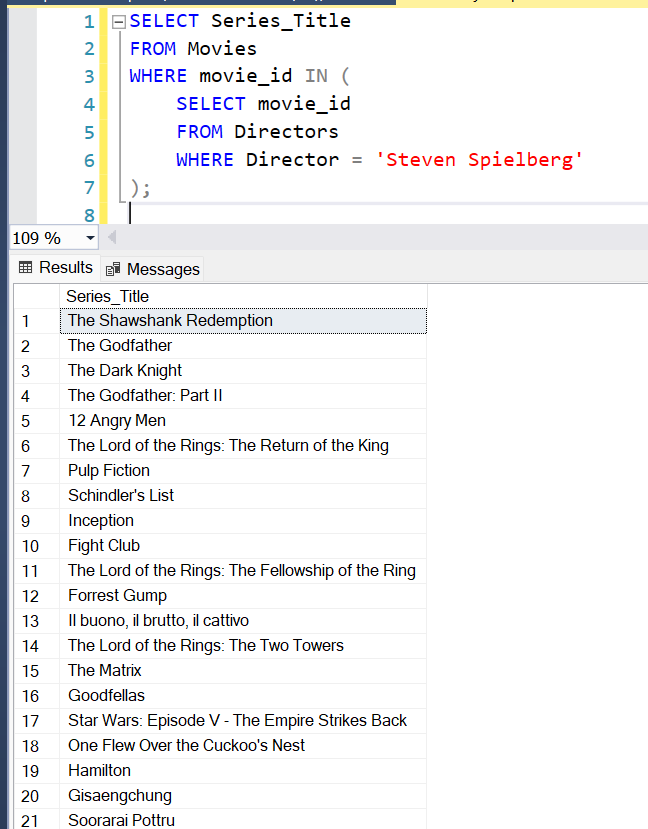 1 SELECT Series_Title
2 FROM Movies
3 WHERE movie_id IN (
4 SELECT movie_id
5 FROM Directors
6 WHERE Director = 'Steven Spielberg'
7 );
8
109 %
Results Messages
Series_Title
1 The Shawshank Redemption
2 The Godfather
3 The Dark Knight
4 The Godfather: Part II
5 12 Angry Men
6 The Lord of the Rings: The Return of the King
7 Pulp Fiction
8 Schindler's List
9 Inception
10 Fight Club
11 The Lord of the Rings: The Fellowship of the Ring
12 Forrest Gump
13 Il buono, il brutto, il cattivo
14 The Lord of the Rings: The Two Towers
15 The Matrix
16 Goodfellas
17 Star Wars: Episode V - The Empire Strikes Back
18 One Flew Over the Cuckoo's Nest
19 Hamilton
20 Gisaengchung
21 Soorarai Pottru